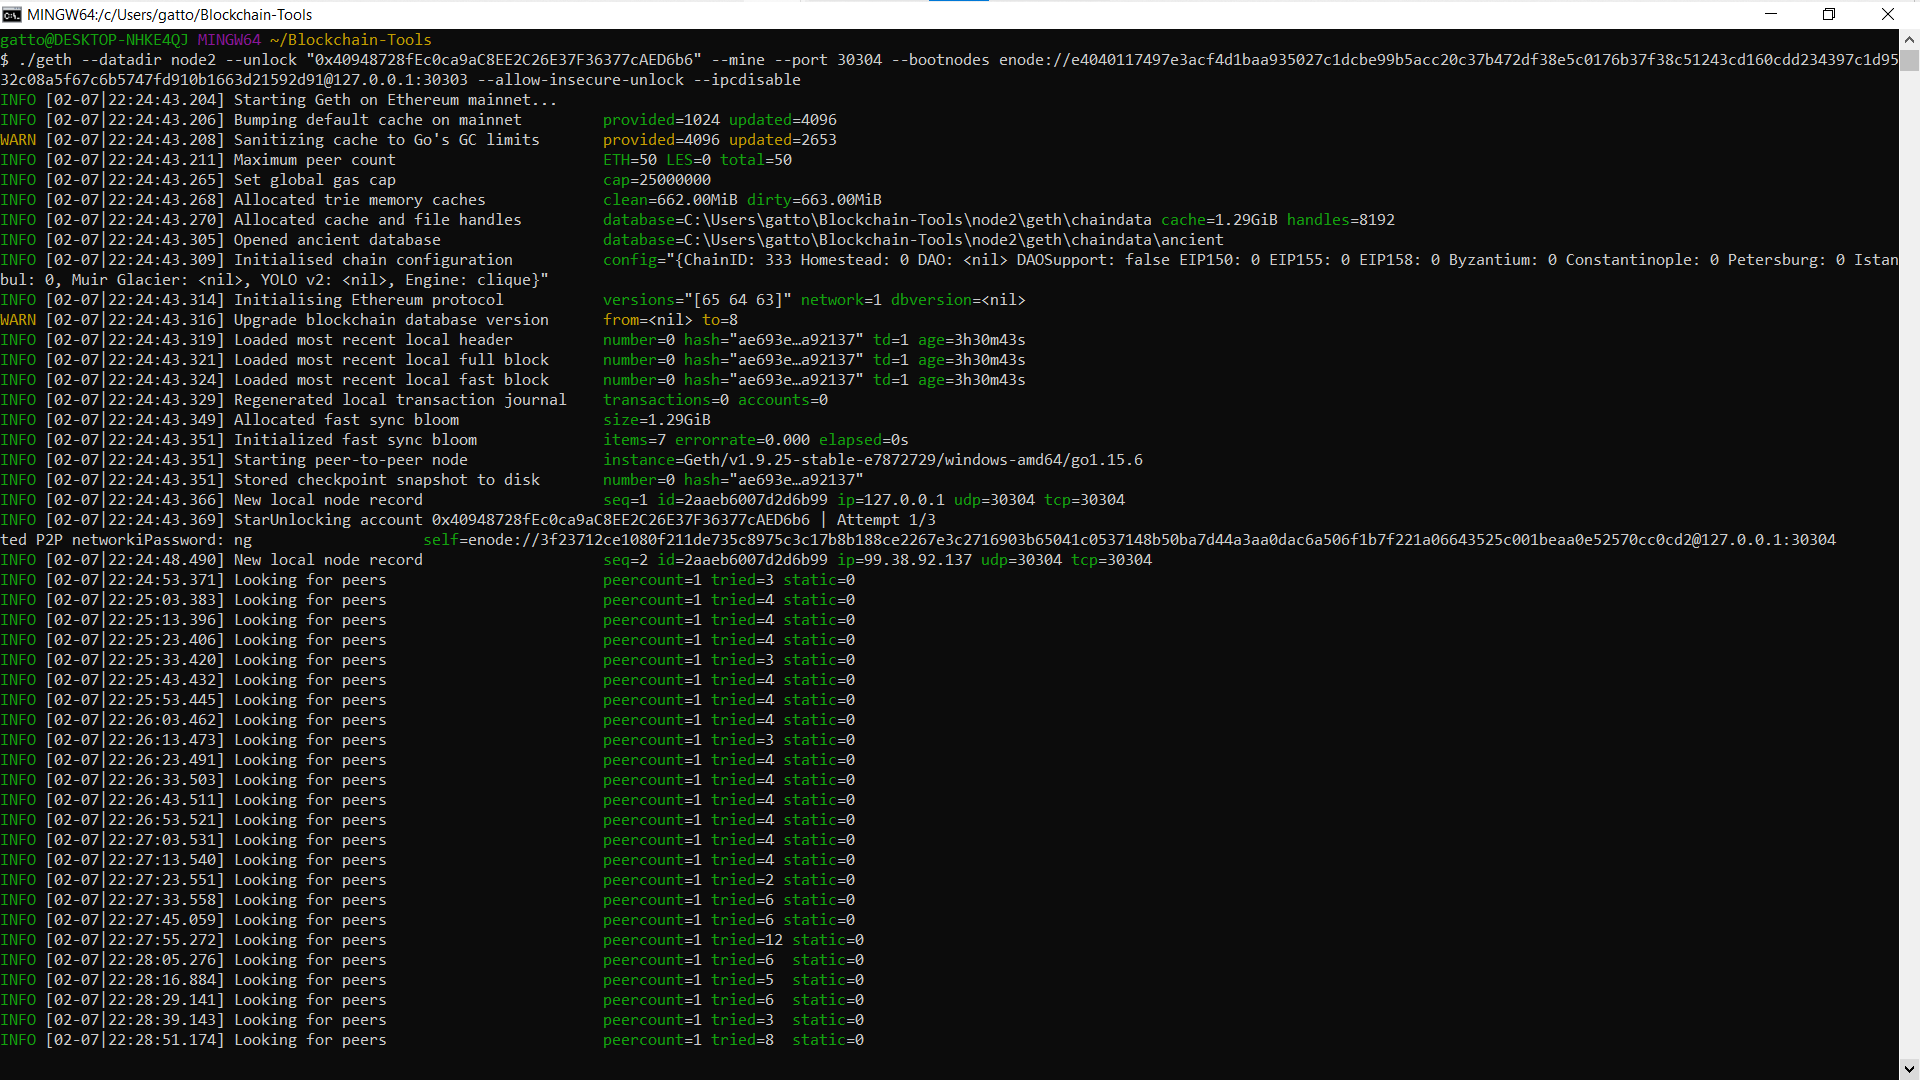 MINGW64:/c/Users/gatto/Blockchain-Tools
gatto@DESKTOP-NHKE4QJ MINGW64 ~/Blockchain-Tools
$ ./geth --datadir node2 --unlock "0x40948728fEc0ca9aC8EE2C26E37F36377cAED6b6" --mine --port 30304 --bootnodes enode://e4040117497e3acf4d1baa935027c1dcbe99b5acc20c37b472df38e5c0176b37f38c51243cd160cdd234397c1d95
32c08a5f67c6b5747fd910b1663d21592d91@127.0.0.1:30303 --allow-insecure-unlock --ipcdisable
INFO [02-07|22:24:43.204] Starting Geth on Ethereum mainnet...
INFO [02-07|22:24:43.206] Bumping default cache on mainnet provided=1024 updated=4096
WARN [02-07|22:24:43.208] Sanitizing cache to Go's GC limits provided=4096 updated=2653
INFO [02-07|22:24:43.211] Maximum peer count ETH=50 LES=0 total=50
INFO [02-07|22:24:43.265] Set global gas cap cap=25000000
INFO [02-07|22:24:43.268] Allocated trie memory caches clean=662.00MiB dirty=663.00MiB
INFO [02-07|22:24:43.270] Allocated cache and file handles database=C:\Users\gatto\Blockchain-Tools\node2\geth\chaindata cache=1.29GiB handles=8192
INFO [02-07|22:24:43.305] Opened ancient database database=C:\Users\gatto\Blockchain-Tools\node2\geth\chaindata\ancient
INFO [02-07|22:24:43.309] Initialised chain configuration config="{ChainID: 333 Homestead: 0 DAO: <nil> DAOSupport: false EIP150: 0 EIP155: 0 EIP158: 0 Byzantium: 0 Constantinople: 0 Petersburg: 0 Istan
bul: 0, Muir Glacier: <nil>, YOLO v2: <nil>, Engine: clique}"
INFO [02-07|22:24:43.314] Initialising Ethereum protocol versions="[65 64 63]" network=1 dbversion=<nil>
WARN [02-07|22:24:43.316] Upgrade blockchain database version from=<nil> to=8
INFO [02-07|22:24:43.319] Loaded most recent local header number=0 hash="ae693e…a92137" td=1 age=3h30m43s
INFO [02-07|22:24:43.321] Loaded most recent local full block number=0 hash="ae693e…a92137" td=1 age=3h30m43s
INFO [02-07|22:24:43.324] Loaded most recent local fast block number=0 hash="ae693e…a92137" td=1 age=3h30m43s
INFO [02-07|22:24:43.329] Regenerated local transaction journal transactions=0 accounts=0
INFO [02-07|22:24:43.349] Allocated fast sync bloom size=1.29GiB
INFO [02-07|22:24:43.351] Initialized fast sync bloom items=7 errorrate=0.000 elapsed=0s
INFO [02-07|22:24:43.351] Starting peer-to-peer node instance=Geth/v1.9.25-stable-e7872729/windows-amd64/go1.15.6
INFO [02-07|22:24:43.351] Stored checkpoint snapshot to disk number=0 hash="ae693e…a92137"
INFO [02-07|22:24:43.366] New local node record seq=1 id=2aaeb6007d2d6b99 ip=127.0.0.1 udp=30304 tcp=30304
INFO [02-07|22:24:43.369] StarUnlocking account 0x40948728fEc0ca9aC8EE2C26E37F36377cAED6b6 | Attempt 1/3
ted P2P networkiPassword: ng self=enode://3f23712ce1080f211de735c8975c3c17b8b188ce2267e3c2716903b65041c0537148b50ba7d44a3aa0dac6a506f1b7f221a06643525c001beaa0e52570cc0cd2@127.0.0.1:30304
INFO [02-07|22:24:48.490] New local node record seq=2 id=2aaeb6007d2d6b99 ip=99.38.92.137 udp=30304 tcp=30304
INFO [02-07|22:24:53.371] Looking for peers peercount=1 tried=3 static=0
INFO [02-07|22:25:03.383] Looking for peers peercount=1 tried=4 static=0
INFO [02-07|22:25:13.396] Looking for peers peercount=1 tried=4 static=0
INFO [02-07|22:25:23.406] Looking for peers peercount=1 tried=4 static=0
INFO [02-07|22:25:33.420] Looking for peers peercount=1 tried=3 static=0
INFO [02-07|22:25:43.432] Looking for peers peercount=1 tried=4 static=0
INFO [02-07|22:25:53.445] Looking for peers peercount=1 tried=4 static=0
INFO [02-07|22:26:03.462] Looking for peers peercount=1 tried=4 static=0
INFO [02-07|22:26:13.473] Looking for peers peercount=1 tried=3 static=0
INFO [02-07|22:26:23.491] Looking for peers peercount=1 tried=4 static=0
INFO [02-07|22:26:33.503] Looking for peers peercount=1 tried=4 static=0
INFO [02-07|22:26:43.511] Looking for peers peercount=1 tried=4 static=0
INFO [02-07|22:26:53.521] Looking for peers peercount=1 tried=4 static=0
INFO [02-07|22:27:03.531] Looking for peers peercount=1 tried=4 static=0
INFO [02-07|22:27:13.540] Looking for peers peercount=1 tried=4 static=0
INFO [02-07|22:27:23.551] Looking for peers peercount=1 tried=2 static=0
INFO [02-07|22:27:33.558] Looking for peers peercount=1 tried=6 static=0
INFO [02-07|22:27:45.059] Looking for peers peercount=1 tried=6 static=0
INFO [02-07|22:27:55.272] Looking for peers peercount=1 tried=12 static=0
INFO [02-07|22:28:05.276] Looking for peers peercount=1 tried=6 static=0
INFO [02-07|22:28:16.884] Looking for peers peercount=1 tried=5 static=0
INFO [02-07|22:28:29.141] Looking for peers peercount=1 tried=6 static=0
INFO [02-07|22:28:39.143] Looking for peers peercount=1 tried=3 static=0
INFO [02-07|22:28:51.174] Looking for peers peercount=1 tried=8 static=0